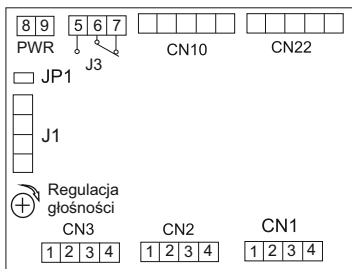 8 9 5 6 7
PWR J3 CN10 CN22
JP1
J1
Regulacja
głośności
CN3 CN2 CN1
1 2 3 4 1 2 3 4 1 2 3 4